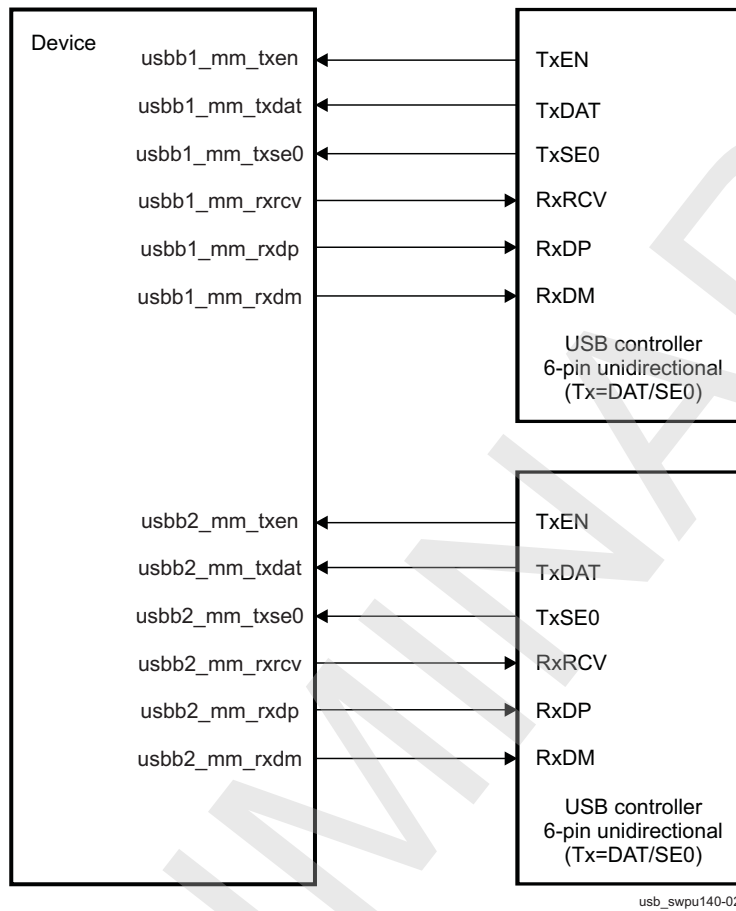 Device
usbb1_mm_txen TxEN
usbb1_mm_txdat TxDAT
usbb1_mm_txse0 TxSE0
usbb1_mm_rxrcv RxRCV
usbb1_mm_rxdp RxDP
usbb1_mm_rxdm RxDM
USB controller
6-pin unidirectional
(Tx=DAT/SE0)
usbb2_mm_txen TxEN
usbb2_mm_txdat TxDAT
usbb2_mm_txse0 TxSE0
usbb2_mm_rxrcv RxRCV
usbb2_mm_rxdp RxDP
usbb2_mm_rxdm RxDM
USB controller
6-pin unidirectional
(Tx=DAT/SE0)